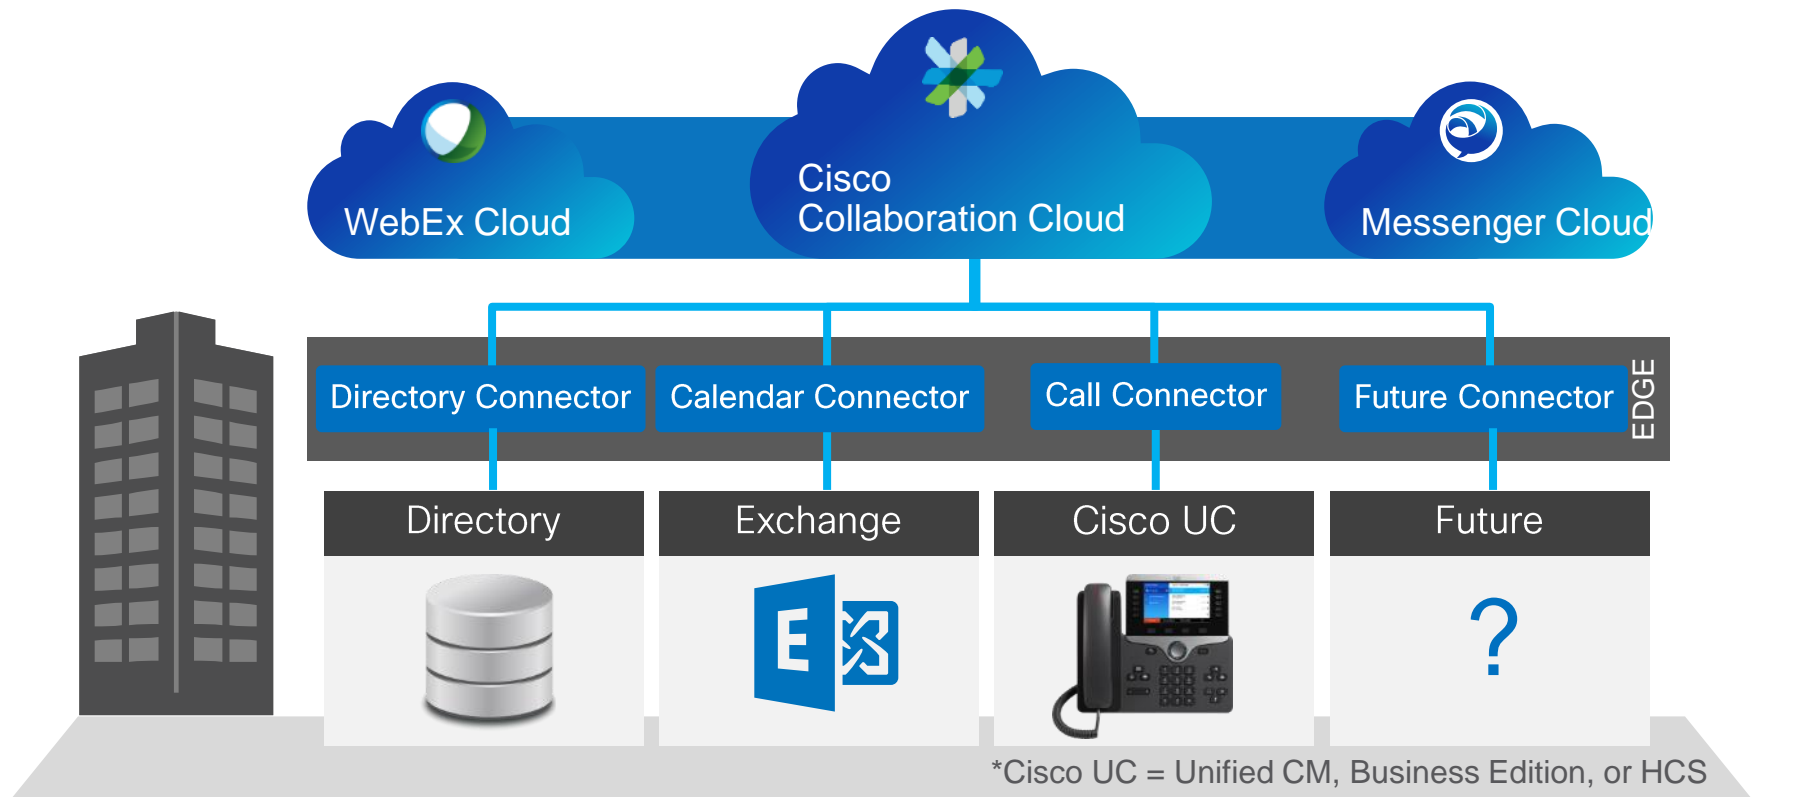 Cisco
Collaboration Cloud
WebEx Cloud
Messenger Cloud
Directory Connector
Calendar Connector
Call Connector
Future Connector
EDGE
Directory
Exchange
Cisco UC
Future
E
?
*Cisco UC = Unified CM, Business Edition, or HCS